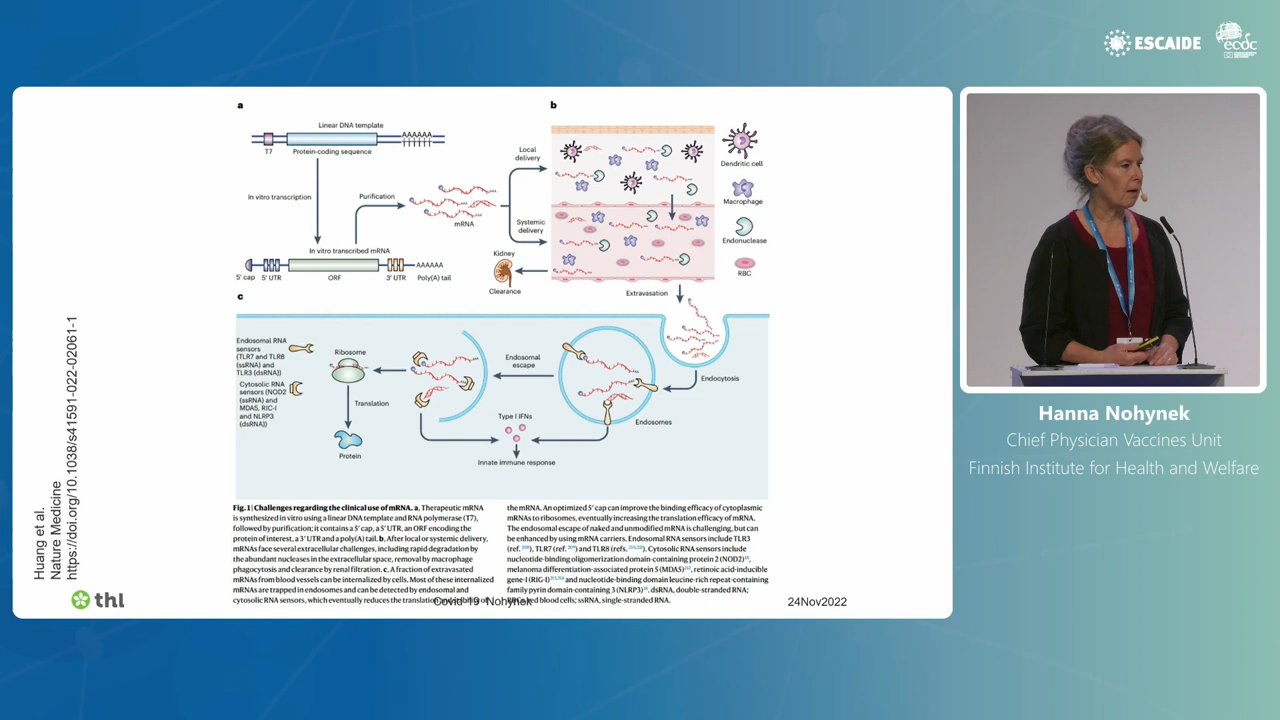 ESCAIDE
ecdc
a
Linear DNA template
AAAAAA
T7
Protein-coding sequence
In vitro transcription
Purification
mRNA
In vitro transcribed mRNA
AAAAAA
5' cap
5' UTR
ORF
3' UTR
Poly(A) tail
b
Local
delivery
Systemic
delivery
Kidney
Clearance
Dendritic cell
Macrophage
Endonuclease
RBC
Extravasation
c
Endosomal RNA
sensors
(TLR7 and TLR8
(ssRNA) and
TLR3 (dsRNA))
Cytosolic RNA
sensors (NOD2
(ssRNA) and
MDA5, RIG-I
and NLRP3
(dsRNA))
Ribosome
Translation
Protein
Endosomal
escape
Type I IFNs
Innate immune response
Endocytosis
Endosomes
Fig. 1 | Challenges regarding the clinical use of mRNA. a, Therapeutic mRNA
is synthesized in vitro using a linear DNA template and RNA polymerase (T7),
followed by purification; it contains a 5' cap, a 5' UTR, an ORF encoding the
protein of interest, a 3' UTR and a poly(A) tail. b, After local or systemic delivery,
mRNAs face several extracellular challenges, including rapid degradation by
the abundant nucleases in the extracellular space, removal by macrophage
phagocytosis and clearance by renal filtration. c, A fraction of extravasated
mRNAs from blood vessels can be internalized by cells. Most of these internalized
mRNAs are trapped in endosomes and can be detected by endosomal and
cytosolic RNA sensors, which eventually reduces the translation
the mRNA. An optimized 5' cap can improve the binding efficacy of cytoplasmic
mRNAs to ribosomes, eventually increasing the translation efficacy of mRNA.
The endosomal escape of naked and unmodified mRNA is challenging, but can
be enhanced by using mRNA carriers. Endosomal RNA sensors include TLR3
(ref. ), TLR7 (ref. ) and TLR8 (refs. ). Cytosolic RNA sensors include
nucleotide-binding oligomerization domain-containing protein 2 (NOD2) ,
melanoma differentiation-associated protein 5 (MDA5) , retinoic acid-inducible
gene-I (RIG-I) and nucleotide-binding domain leucine-rich repeat-containing
family pyrin domain-containing 3 (NLRP3) . dsRNA, double-stranded RNA;
red blood cells; ssRNA, single-stranded RNA.
Huang et al.
Nature Medicine
https://doi.org/10.1038/s41591-022-02061-1
thl
Covid-19 Nohynek
24Nov2022
Hanna Nohynek
Chief Physician Vaccines Unit
Finnish Institute for Health and Welfare